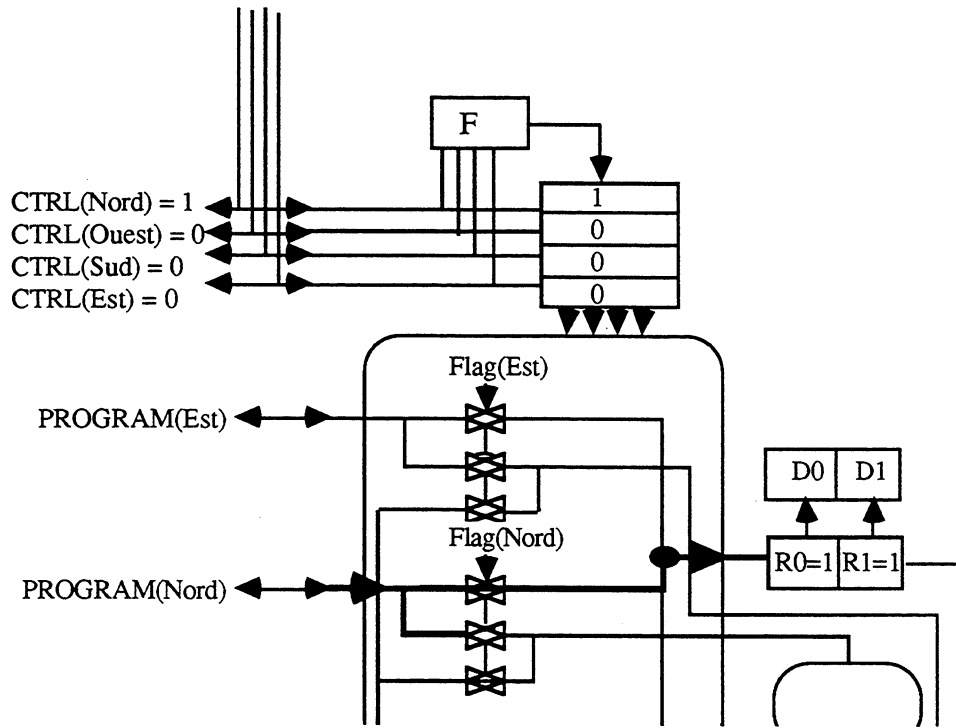 F
CTRL(Nord) = 1
CTRL(Ouest) = 0
CTRL(Sud) = 0
CTRL(Est) = 0
1
0
0
0
Flag(Est)
PROGRAM(Est)
D0 D1
Flag(Nord)
R0=1 R1=1
PROGRAM(Nord)